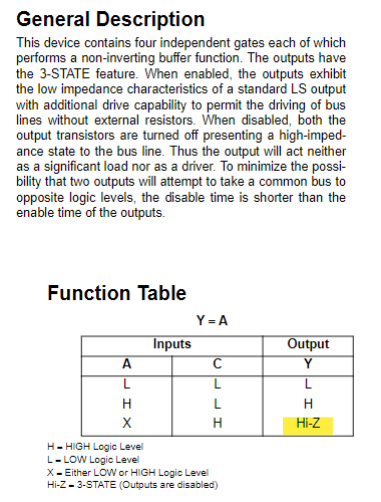 General Description
This device contains four independent gates each of which
performs a non-inverting buffer function. The outputs have
the 3-STATE feature. When enabled, the outputs exhibit
the low impedance characteristics of a standard LS output
with additional drive capability to permit the driving of bus
lines without external resistors. When disabled, both the
output transistors are turned off presenting a high-imped-
ance state to the bus line. Thus the output will act neither
as a significant load nor as a driver. To minimize the possi-
bility that two outputs will attempt to take a common bus to
opposite logic levels, the disable time is shorter than the
enable time of the outputs.
Function Table
Y = A
Inputs Output
A C Y
L L L
H L H
X H Hi-Z
H = HIGH Logic Level
L = LOW Logic Level
X = Either LOW or HIGH Logic Level
Hi-Z = 3-STATE (Outputs are disabled)